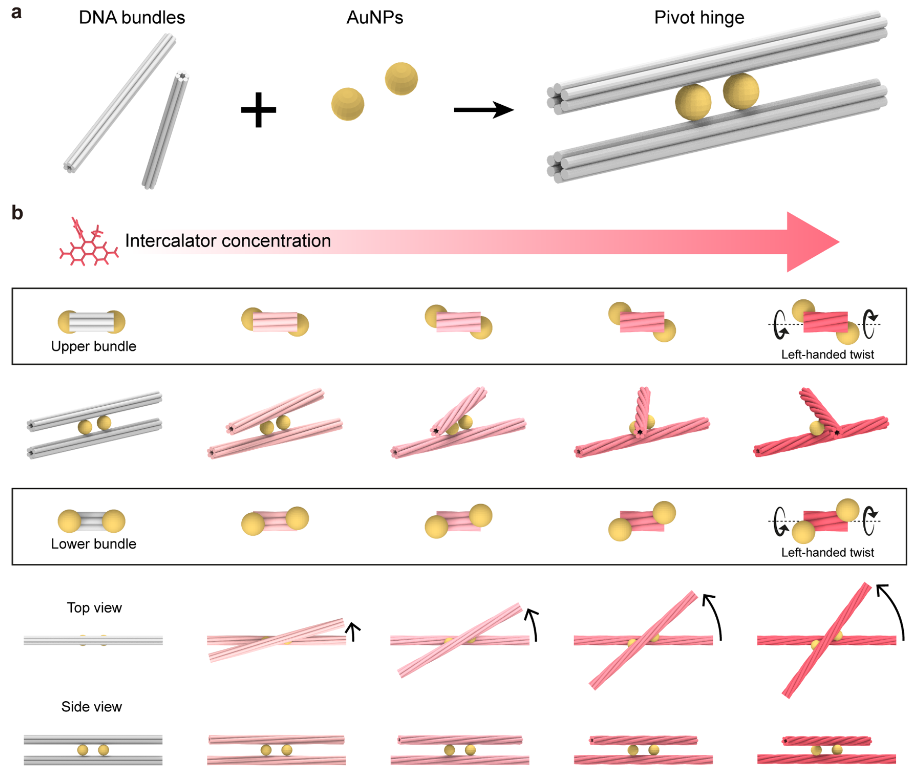 a
DNA bundles
AuNPs
Pivot hinge
b
Intercalator concentration
Upper bundle
Left-handed twist
Lower bundle
Left-handed twist
Top view
Side view